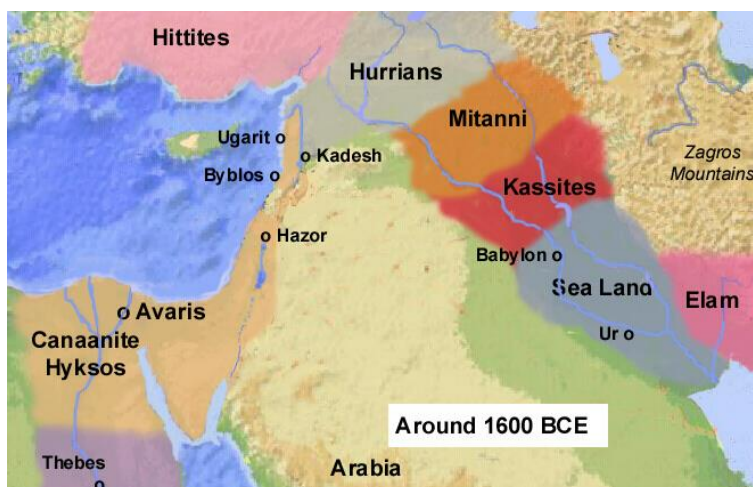 Hittites
Hurrians
Mitanni
Ugarit
Kadesh
Zagros
Mountains
Byblos
Kassites
Hazor
Babylon
Sea Land
Elam
Avaris
Canaanite
Hyksos
Ur
Around 1600 BCE
Thebes
Arabia